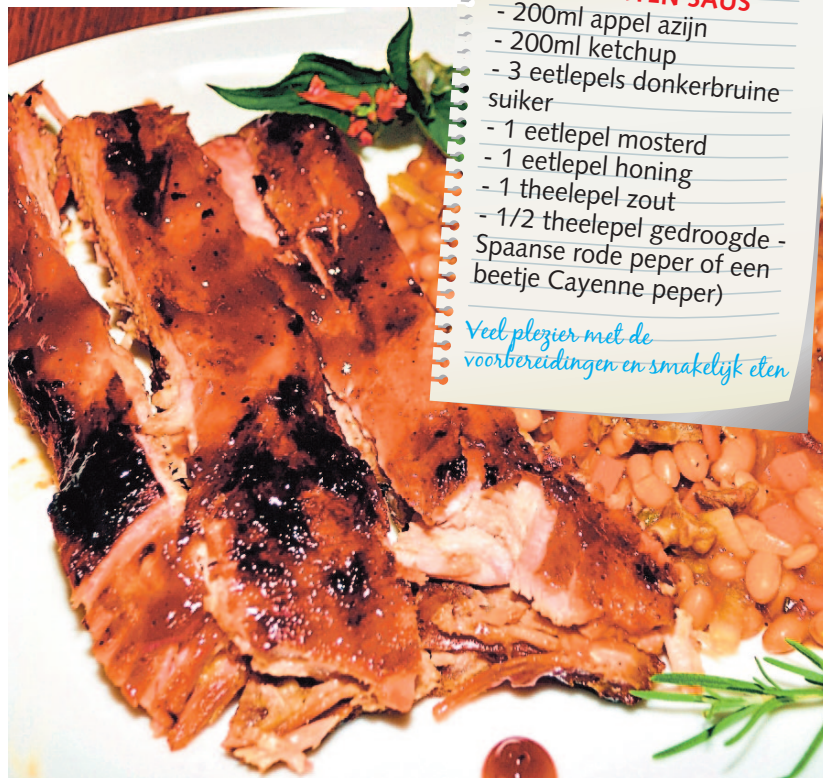 SAUS
- 200ml appel azijn
- 200ml ketchup
- 3 eetlepels donkerbruine
suiker
- 1 eetlepel mosterd
- 1 eetlepel honing
- 1 theelepel zout
- 1/2 theelepel gedroogde -
Spaanse rode peper of een
beetje Cayenne peper)
Veel plezier met de
voorbereidingen en smakelijk eten